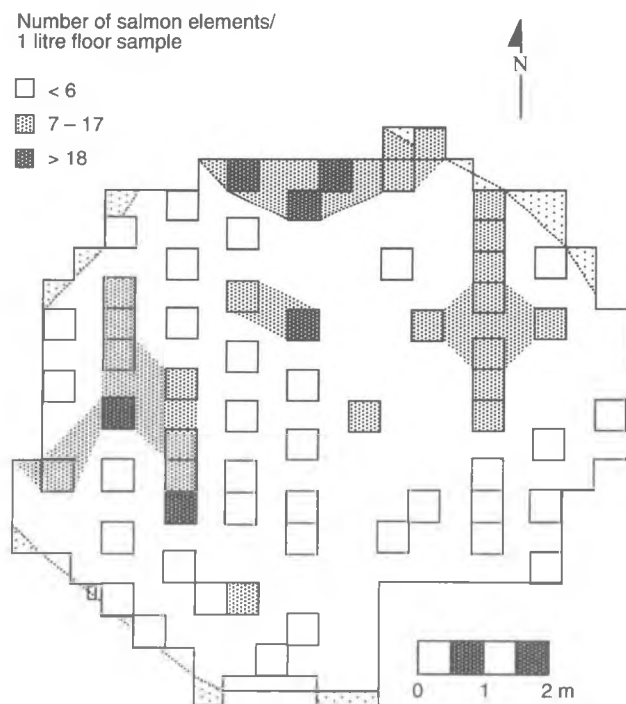 Number of salmon elements/
1 litre floor sample
< 6
7 – 17
> 18
N
0 1 2 m